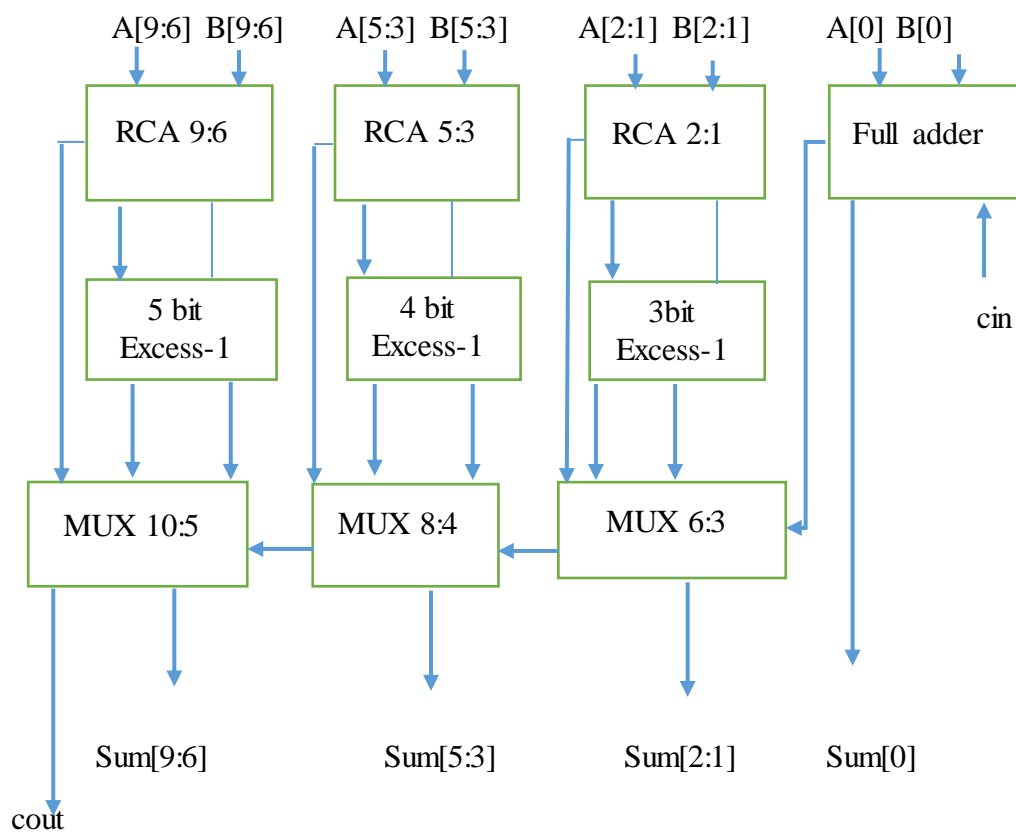 A[9:6] B[9:6] A[5:3] B[5:3] A[2:1] B[2:1] A[0] B[0]
RCA 9:6 RCA 5:3 RCA 2:1 Full adder
5 bit
Excess-1
4 bit
Excess-1
3bit
Excess-1
cin
MUX 10:5 MUX 8:4 MUX 6:3
Sum[9:6] Sum[5:3] Sum[2:1] Sum[0]
cout